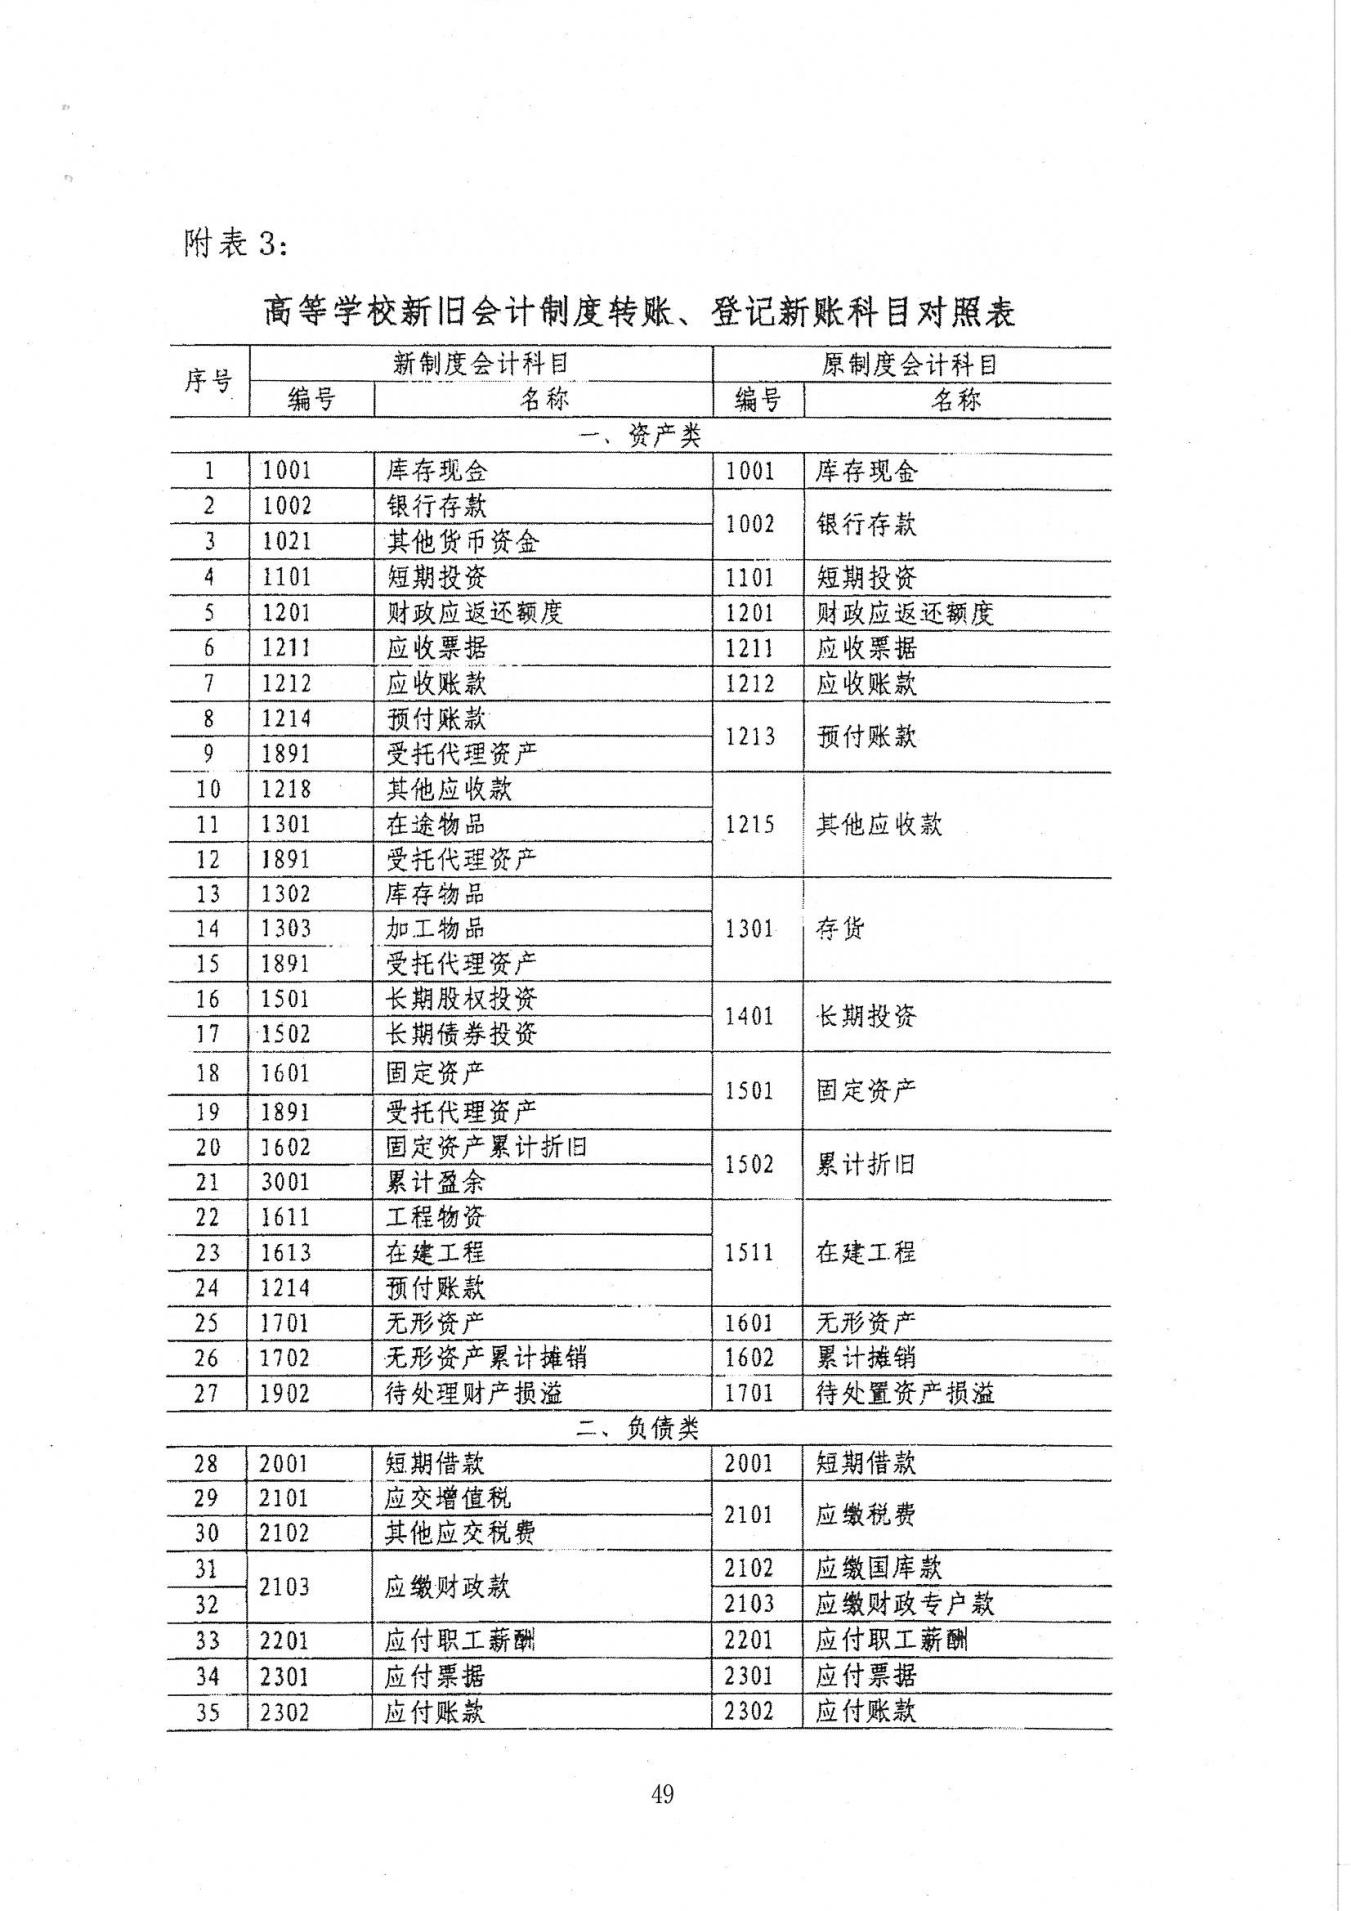 附表 3:
高等学校新旧会计制度转账、登记新账科目对照表
序号 新制度会计科目 原制度会计科目
编号 名称 编号 名称
一、资产类
1 1001 库存现金 1001 库存现金
2 1002 银行存款 1002 银行存款
3 1021 其他货币资金
4 1101 短期投资 1101 短期投资
5 1201 财政应返还额度 1201 财政应返还额度
6 1211 应收票据 1211 应收票据
7 1212 应收账款 1212 应收账款
8 1214 预付账款 1213 预付账款
9 1891 受托代理资产
10 1218 其他应收款 1215 其他应收款
11 1301 在途物品
12 1891 受托代理资产
13 1302 库存物品 1301 存货
14 1303 加工物品
15 1891 受托代理资产
16 1501 长期股权投资 1401 长期投资
17 1502 长期债券投资
18 1601 固定资产 1501 固定资产
19 1891 受托代理资产
20 1602 固定资产累计折旧 1502 累计折旧
21 3001 累计盈余
22 1611 工程物资 1511 在建工程
23 1613 在建工程
24 1214 预付账款
25 1701 无形资产 1601 无形资产
26 1702 无形资产累计摊销 1602 累计摊销
27 1902 待处理财产损溢 1701 待处置资产损溢
二、负债类
28 2001 短期借款 2001 短期借款
29 2101 应交增值税 2101 应缴税费
30 2102 其他应交税费
31 2103 应缴财政款 2102 应缴国库款
32 2103 应缴财政专户款
33 2201 应付职工薪酬 2201 应付职工薪酬
34 2301 应付票据 2301 应付票据
35 2302 应付账款 2302 应付账款
49